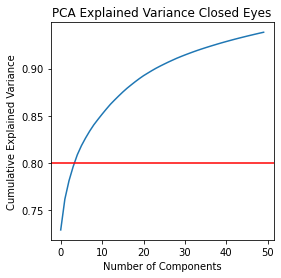 PCA Explained Variance Closed Eyes
Cumulative Explained Variance
0.90
0.85
0.80
0.75
0 10 20 30 40 50
Number of Components